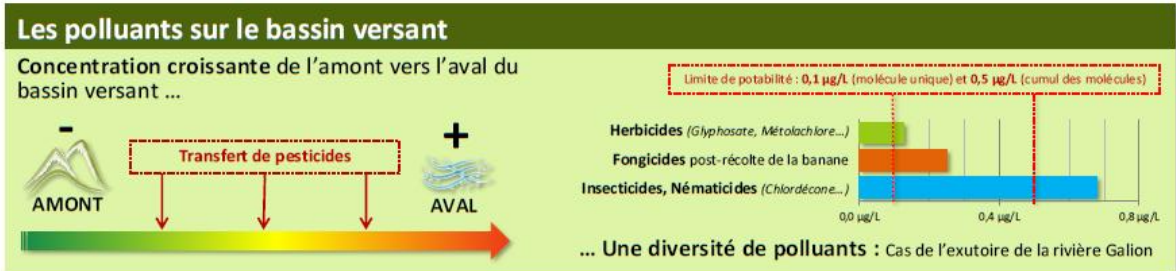 Les polluants sur le bassin versant
Concentration croissante de l'amont vers l'aval du
bassin versant ...
-
+
Transfert de pesticides
AMONT
AVAL
Limite de potabilité : 0,1 µg/L (molécule unique) et 0,5 µg/L (cumul des molécules)
Herbicides (Glyphosate, Métolachlore...)
Fongicides post-récolte de la banane
Insecticides, Nématicides (Chlordécone...)
0,0 µg/L
0,4 µg/L
0,8 µg/L
... Une diversité de polluants : Cas de l'exutoire de la rivière Galion